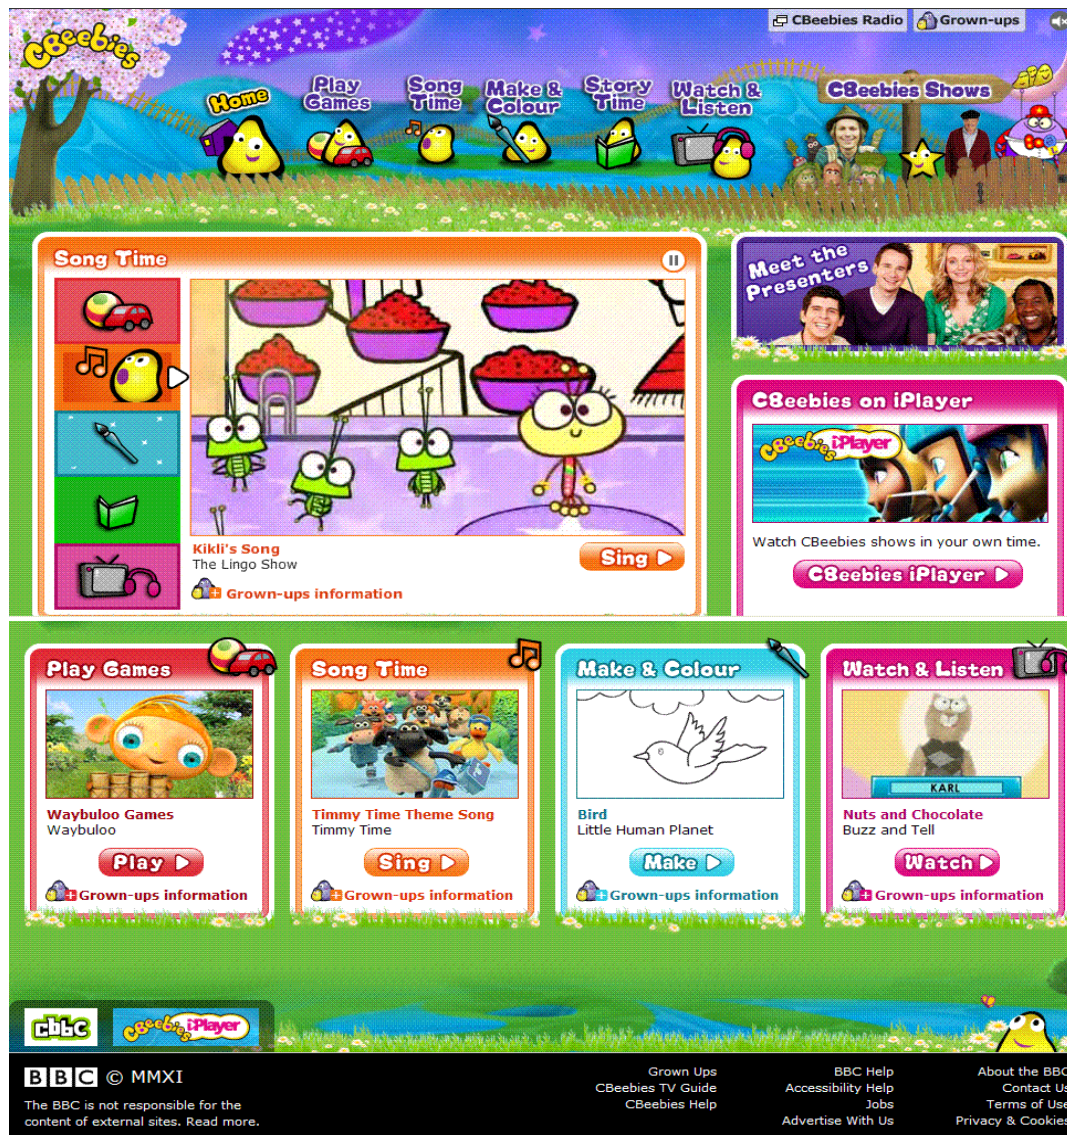 CBeebies
CBeebies Radio
Grown-ups
Home
Play
Games
Song
Time
Make &
Colour
Story
Time
Watch &
Listen
CBeebies Shows
Song Time
Kikli's Song
The Lingo Show
Sing
Grown-ups information
Meet the
Presenters
CBeebies on iPlayer
CBeebies iPlayer
Watch CBeebies shows in your own time.
CBeebies iPlayer
Play Games
Waybuloo Games
Waybuloo
Play
Grown-ups information
Song Time
Timmy Time Theme Song
Timmy Time
Sing
Grown-ups information
Make & Colour
Bird
Little Human Planet
Make
Grown-ups information
Watch & Listen
KARL
Nuts and Chocolate
Buzz and Tell
Watch
Grown-ups information
cbbc
CBeebies iPlayer
BBC © MMXI
The BBC is not responsible for the
content of external sites. Read more.
Grown Ups
CBeebies TV Guide
CBeebies Help
BBC Help
Accessibility Help
Jobs
Advertise With Us
About the BBC
Contact Us
Terms of Use
Privacy & Cookies